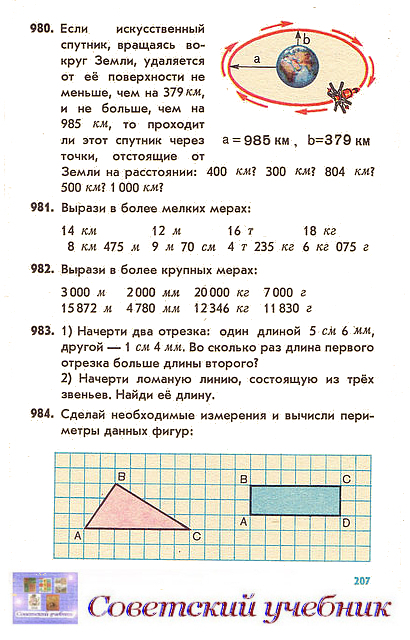 980. Если искусственный
спутник, вращаясь во-
круг Земли, удаляется
от её поверхности не
меньше, чем на 379 км,
и не больше, чем на
985 км, то проходит
ли этот спутник через
точки, отстоящие от
Земли на расстоянии: 400 км? 300 км? 804 км?
500 км? 1 000 км?
a
b
a = 985 км , b=379 км
981. Вырази в более мелких мерах:
14 км 12 м 16 т 18 кг
8 км 475 м 9 м 70 см 4 т 235 кг 6 кг 075 г
982. Вырази в более крупных мерах:
3 000 м 2 000 мм 20 000 кг 7 000 г
15 872 м 4 780 мм 12 346 кг 11 830 г
983. 1) Начерти два отрезка: один длиной 5 см 6 мм,
другой — 1 см 4 мм. Во сколько раз длина первого
отрезка больше длины второго?
2) Начерти ломаную линию, состоящую из трёх
звеньев. Найди её длину.
984. Сделай необходимые измерения и вычисли пери-
метры данных фигур:
B B C
A C A D
207
Советский учебник
Советский учебник